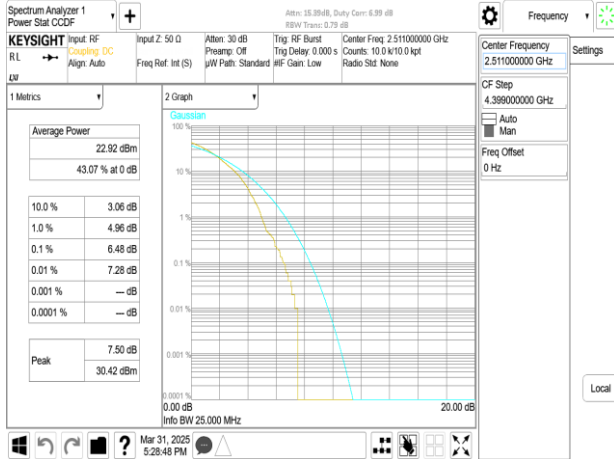 Spectrum Analyzer 1
Power Stat CCDF
Attn: 15.39dB, Duty Corr: 6.99 dB
RBW Trans: 0.79 dB
Frequency
KEYSIGHT
RL
Input: RF
Coupling: DC
Align: Auto
Input Z: 50 Ω
Freq Ref: Int (S)
Atten: 30 dB
Preamp: Off
µW Path: Standard
Trig: RF Burst
Trig Delay: 0.000 s
#IF Gain: Low
Center Freq: 2.511000000 GHz
Counts: 10.0 k/10.0 kpt
Radio Std: None
Center Frequency
2.511000000 GHz
Settings
CF Step
4.399000000 GHz
Auto
Man
Freq Offset
0 Hz
Local
1 Metrics
Average Power
22.92 dBm
43.07 % at 0 dB
10.0 % 3.06 dB
1.0 % 4.96 dB
0.1 % 6.48 dB
0.01 % 7.28 dB
0.001 % --- dB
0.0001 % --- dB
Peak
7.50 dB
30.42 dBm
2 Graph
Gaussian
100 %
10 %
1 %
0.1 %
0.01 %
0.001 %
0.0001 %
0.00 dB
20.00 dB
Info BW 25.000 MHz
?
Mar 31, 2025
5:28:48 PM